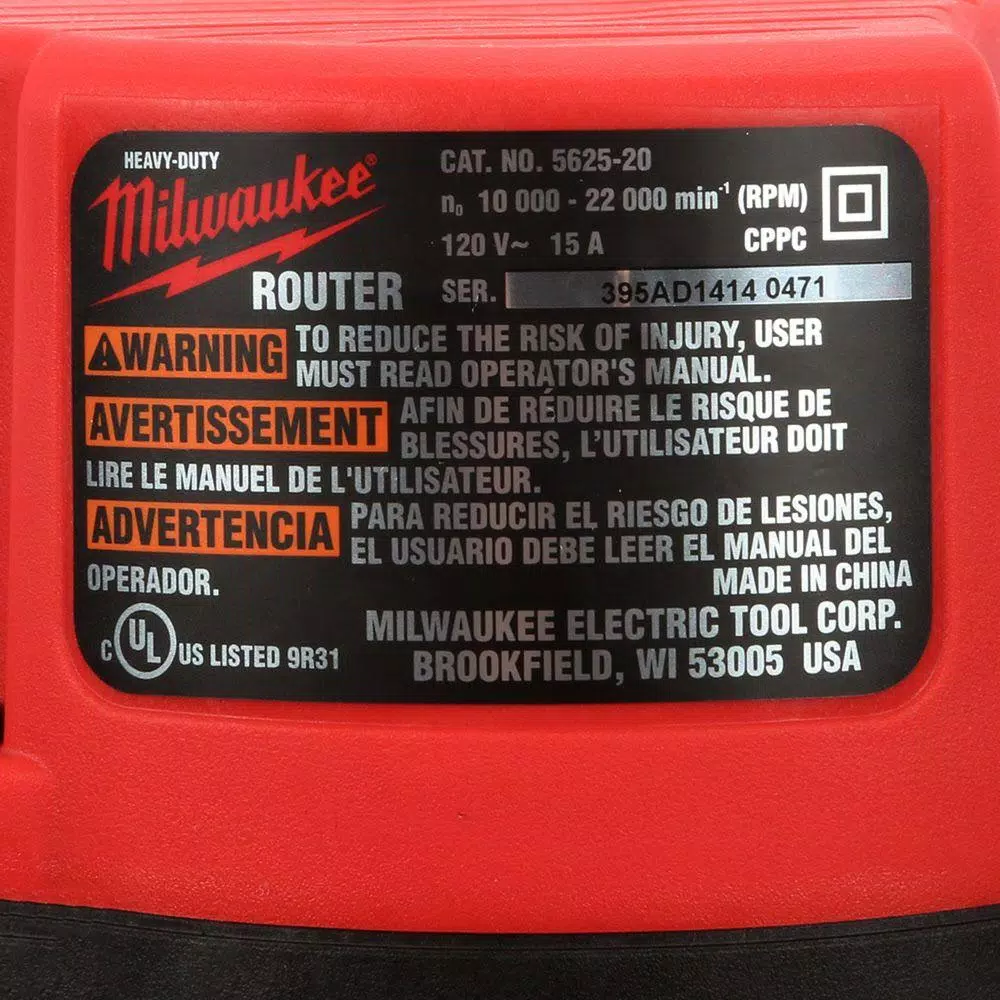 HEAVY-DUTY
Milwaukee®
ROUTER
CAT. NO. 5625-20
n₀ 10 000 - 22 000 min⁻¹ (RPM)
120 V~ 15 A CPPC
SER. 395AD1414 0471
⚠WARNING TO REDUCE THE RISK OF INJURY, USER
MUST READ OPERATOR'S MANUAL.
AVERTISSEMENT AFIN DE RÉDUIRE LE RISQUE DE
BLESSURES, L'UTILISATEUR DOIT
LIRE LE MANUEL DE L'UTILISATEUR.
ADVERTENCIA PARA REDUCIR EL RIESGO DE LESIONES,
EL USUARIO DEBE LEER EL MANUAL DEL
OPERADOR.
MADE IN CHINA
C UL US LISTED 9R31
MILWAUKEE ELECTRIC TOOL CORP.
BROOKFIELD, WI 53005 USA